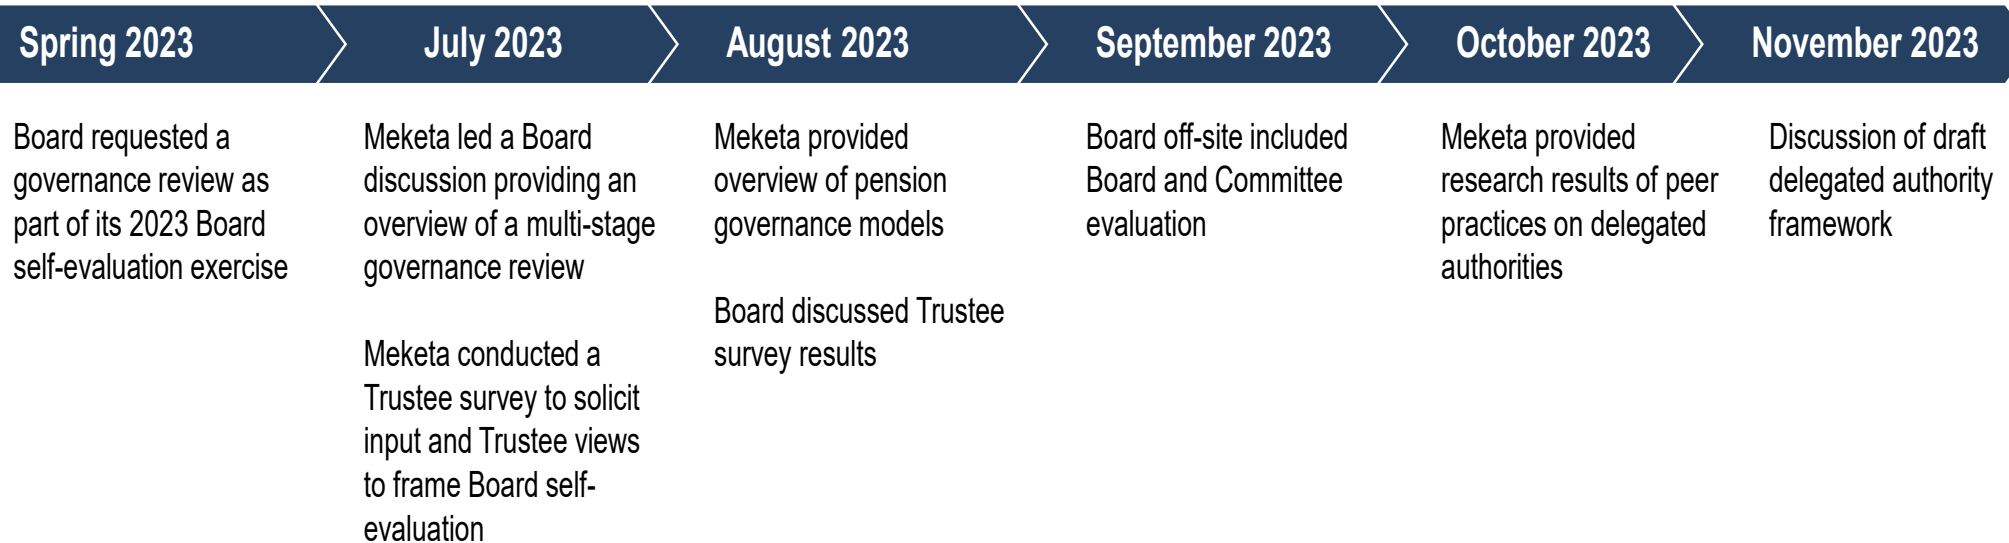 Spring 2023
July 2023
August 2023
September 2023
October 2023
November 2023
Board requested a
governance review as
part of its 2023 Board
self-evaluation exercise
Meketa led a Board
discussion providing an
overview of a multi-stage
governance review
Meketa conducted a
Trustee survey to solicit
input and Trustee views
to frame Board self-
evaluation
Meketa provided
overview of pension
governance models
Board discussed Trustee
survey results
Board off-site included
Board and Committee
evaluation
Meketa provided
research results of peer
practices on delegated
authorities
Discussion of draft
delegated authority
framework